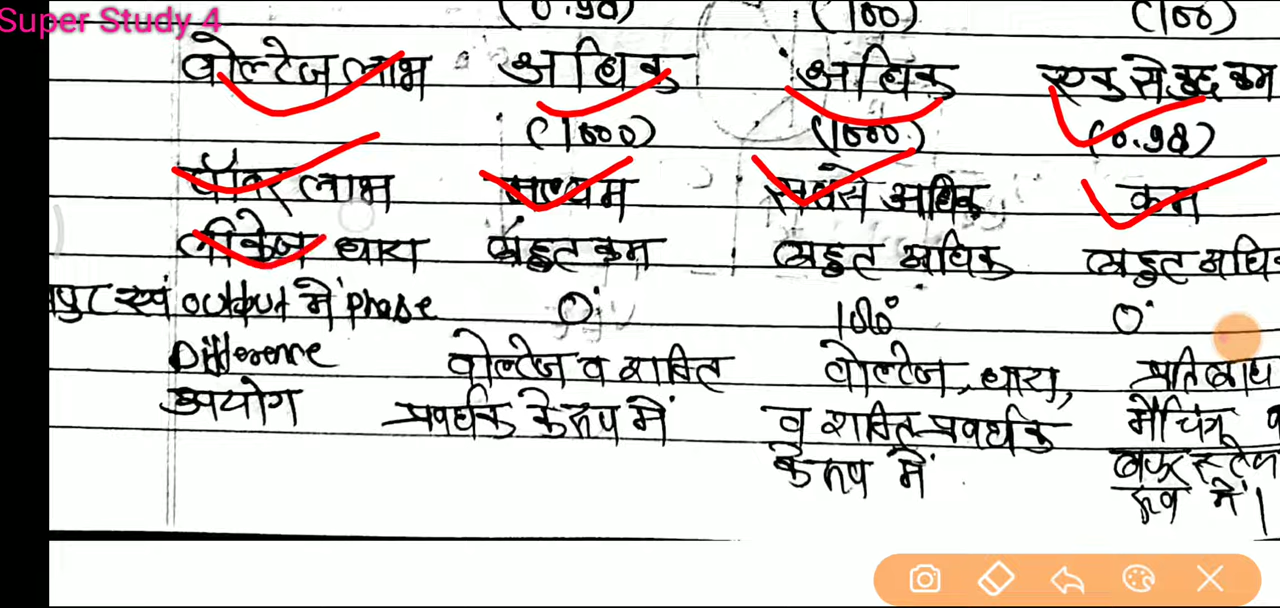 Super Study 4
(0.98) (100) (100)
वोल्टेज लाभ अधिक अधिक एक से कम
(1000) (1000) (0.98)
पॉवर लाभ मध्यम सबसे अधिक कम
लीकेज धारा बहुत कम बहुत अधिक बहुत अधि
पुट एवं output में phase 0° 180° 0°
Difference वोल्टेज व शक्ति वोल्टेज, धारा, प्रतिबाध
उपयोग प्रवर्धक के रूप में व शक्ति प्रवर्धक मैचिंग
के रूप में बफर स्टेज
रूप में।